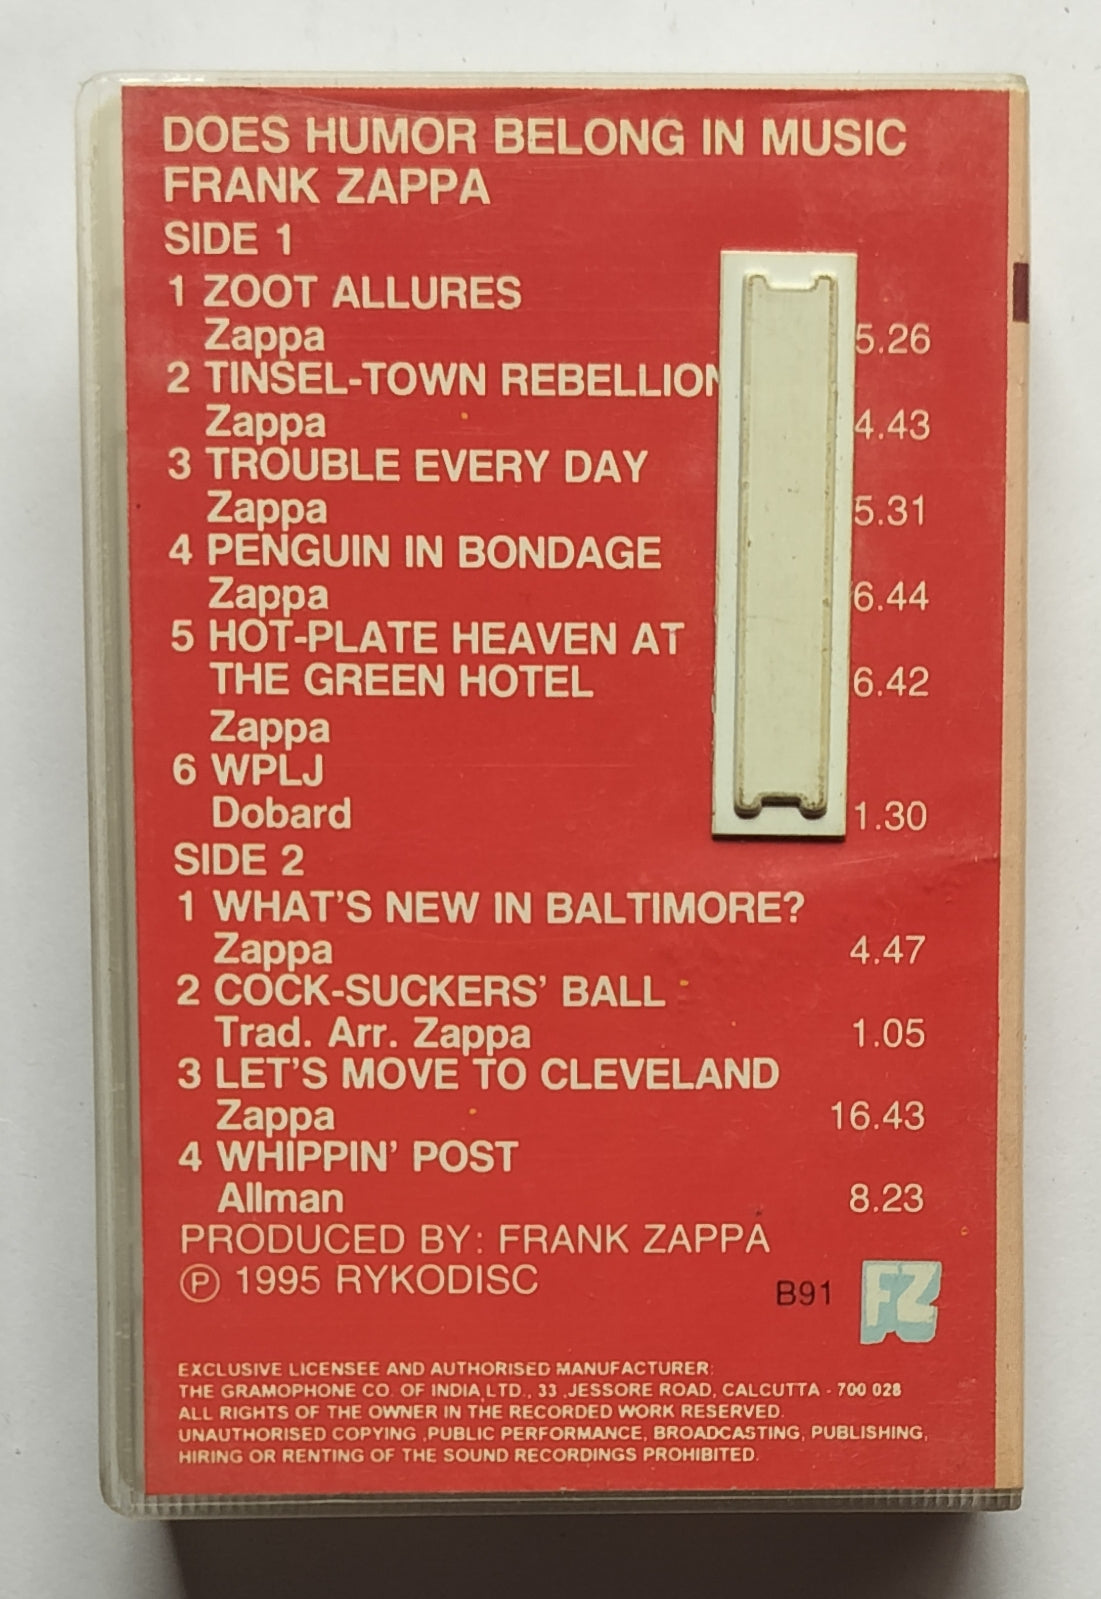 DOES HUMOR BELONG IN MUSIC
FRANK ZAPPA
SIDE 1
1 ZOOT ALLURES
Zappa 5.26
2 TINSEL-TOWN REBELLION
Zappa 4.43
3 TROUBLE EVERY DAY
Zappa 5.31
4 PENGUIN IN BONDAGE
Zappa 6.44
5 HOT-PLATE HEAVEN AT
THE GREEN HOTEL 6.42
Zappa
6 WPLJ
Dobard 1.30
SIDE 2
1 WHAT'S NEW IN BALTIMORE?
Zappa 4.47
2 COCK-SUCKERS' BALL
Trad. Arr. Zappa 1.05
3 LET'S MOVE TO CLEVELAND
Zappa 16.43
4 WHIPPIN' POST
Allman 8.23
PRODUCED BY: FRANK ZAPPA
℗ 1995 RYKODISC
B91 FZ
EXCLUSIVE LICENSEE AND AUTHORISED MANUFACTURER:
THE GRAMOPHONE CO. OF INDIA LTD., 33 ,JESSORE ROAD, CALCUTTA - 700 028
ALL RIGHTS OF THE OWNER IN THE RECORDED WORK RESERVED.
UNAUTHORISED COPYING ,PUBLIC PERFORMANCE, BROADCASTING, PUBLISHING,
HIRING OR RENTING OF THE SOUND RECORDINGS PROHIBITED.